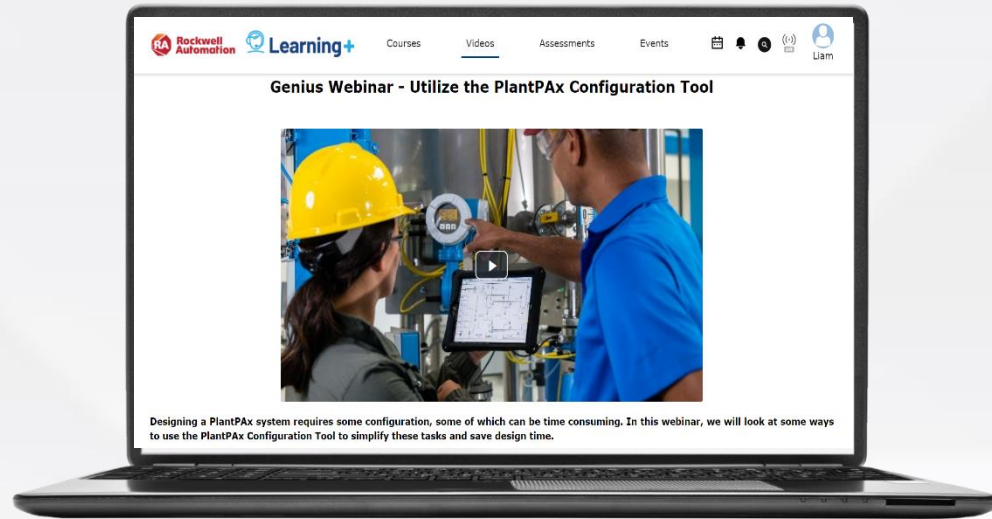 Rockwell
Automation
RA
Learning+
Courses
Videos
Assessments
Events
Liam
Genius Webinar - Utilize the PlantPAx Configuration Tool
Designing a PlantPAx system requires some configuration, some of which can be time consuming. In this webinar, we will look at some ways
to use the PlantPAx Configuration Tool to simplify these tasks and save design time.